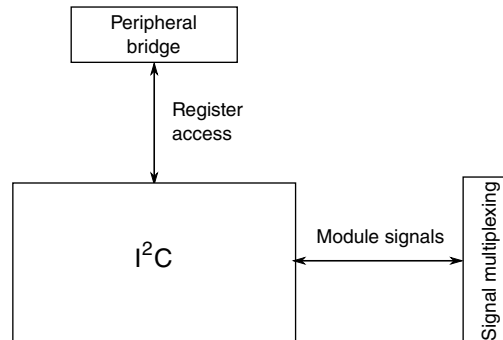 Peripheral
bridge
Register
access
I²C
Module signals
Signal multiplexing